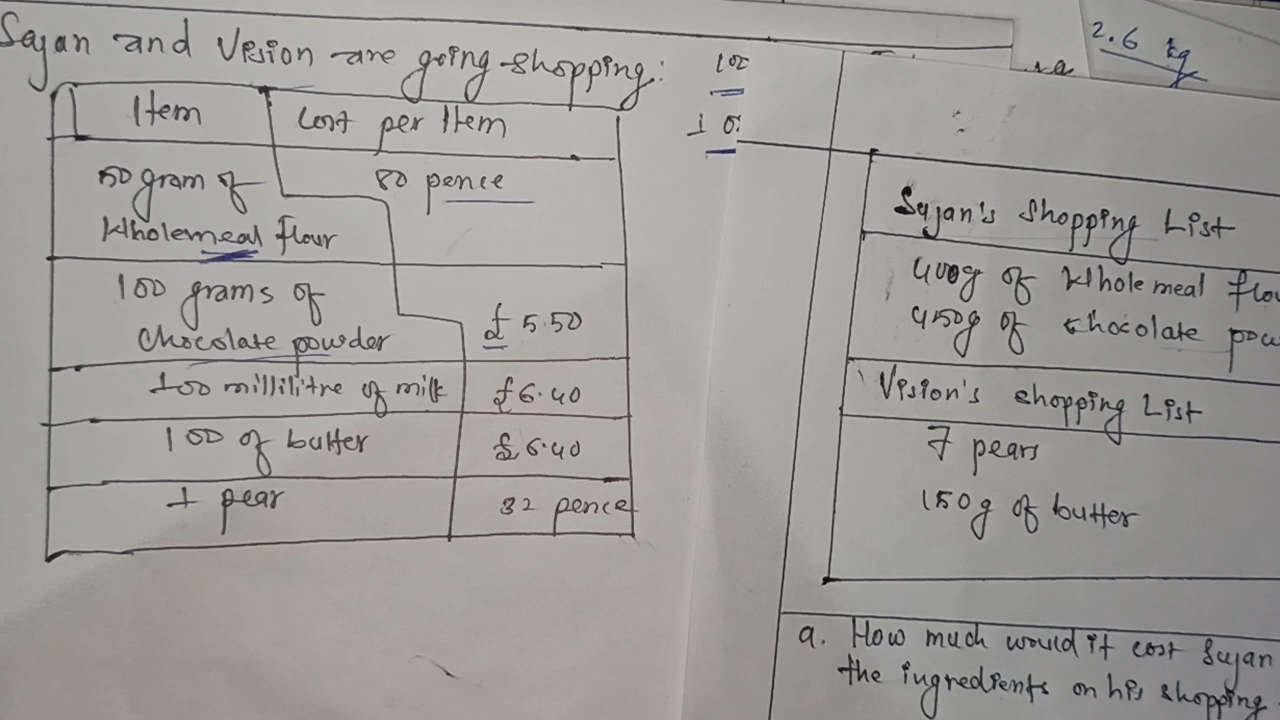 Sajan and Vision are going shopping:
Item
Cost per Item
50 gram of
Wholemeal flour
80 pence
100 grams of
Chocolate powder
£ 5.50
100 millilitre of milk
£6.40
100 of butter
£6.40
1 pear
32 pence
2.6 kg
Sajan's Shopping List
400g of Wholemeal
450g of chocolate
Vision's shopping List
7 pears
150g of butter
a. How much would it cost Sajan
the ingredients on his shopping